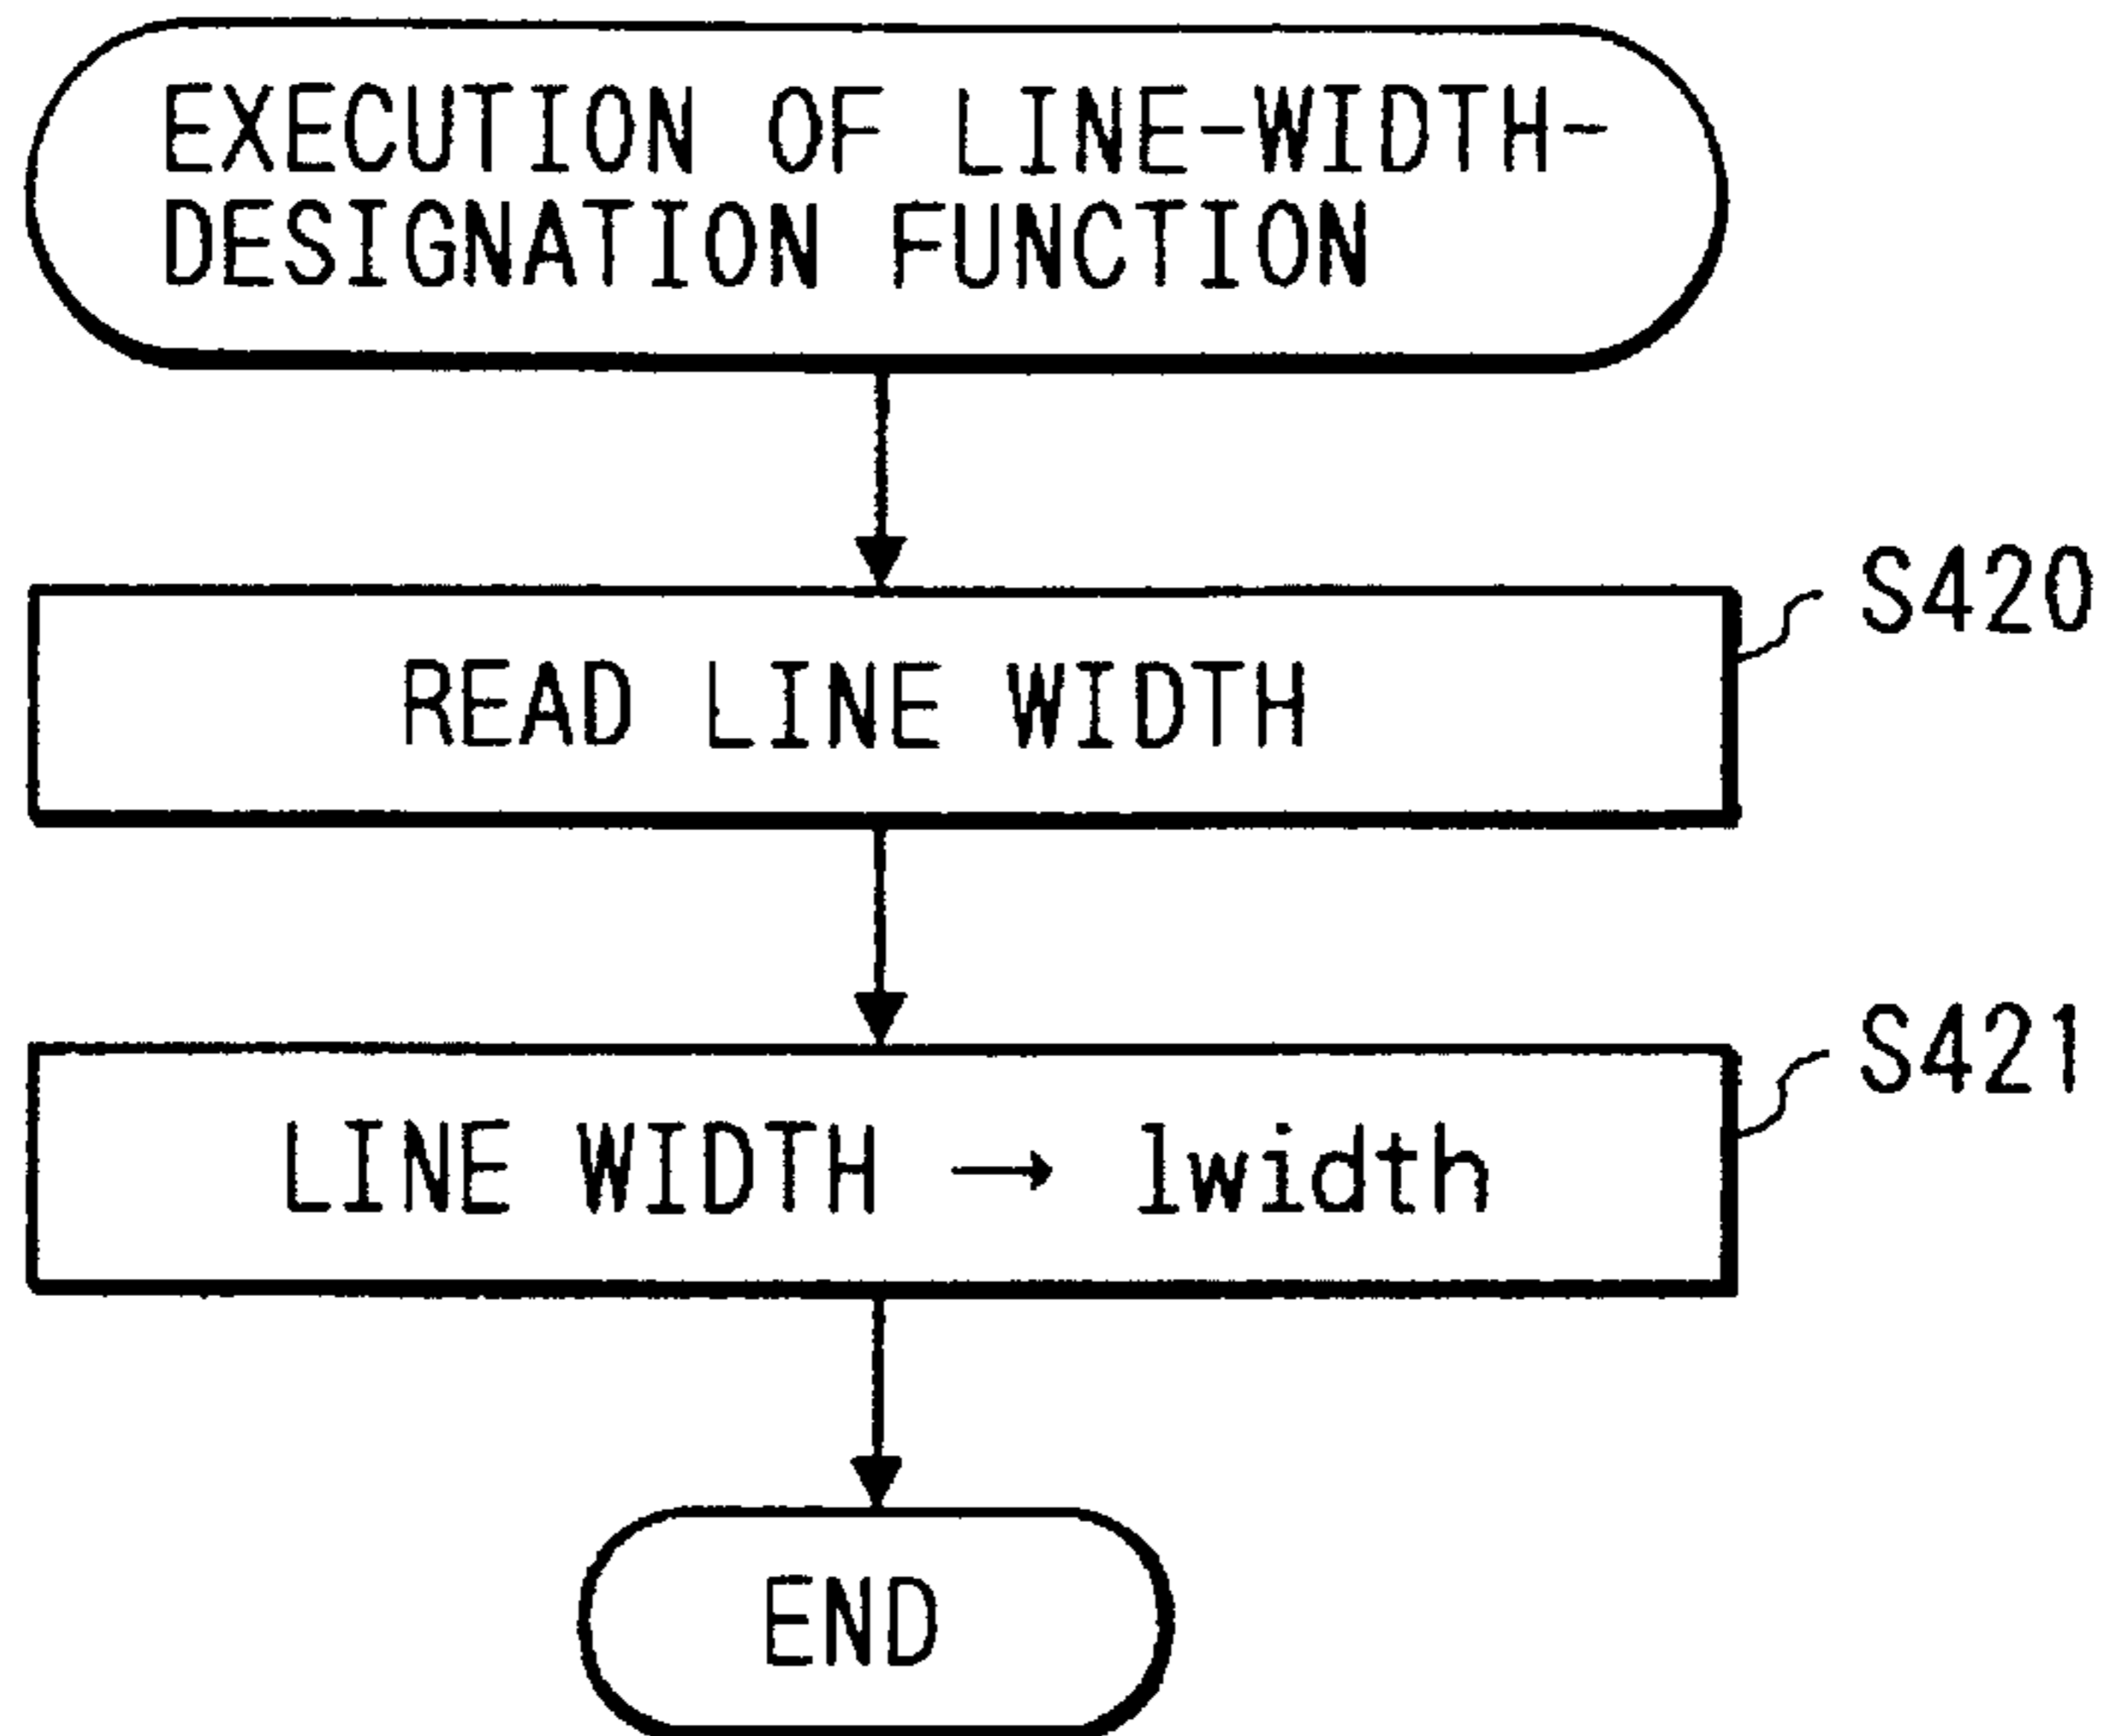 EXECUTION OF LINE-WIDTH-
DESIGNATION FUNCTION
S420
READ LINE WIDTH
S421
LINE WIDTH → lwidth
END